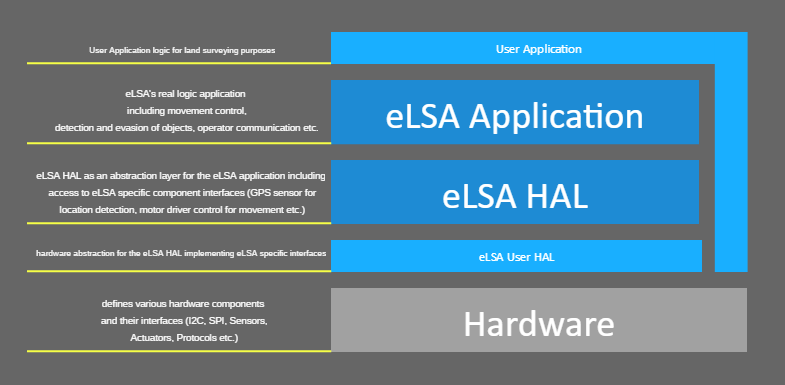 User Application logic for land surveying purposes
User Application
eLSA's real logic application
including movement control,
detection and evasion of objects, operator communication etc.
eLSA Application
eLSA HAL as an abstraction layer for the eLSA application including
access to eLSA specific component interfaces (GPS sensor for
location detection, motor driver control for movement etc.)
eLSA HAL
hardware abstraction for the eLSA HAL implementing eLSA specific interfaces
eLSA User HAL
defines various hardware components
and their interfaces (I2C, SPI, Sensors,
Actuators, Protocols etc.)
Hardware